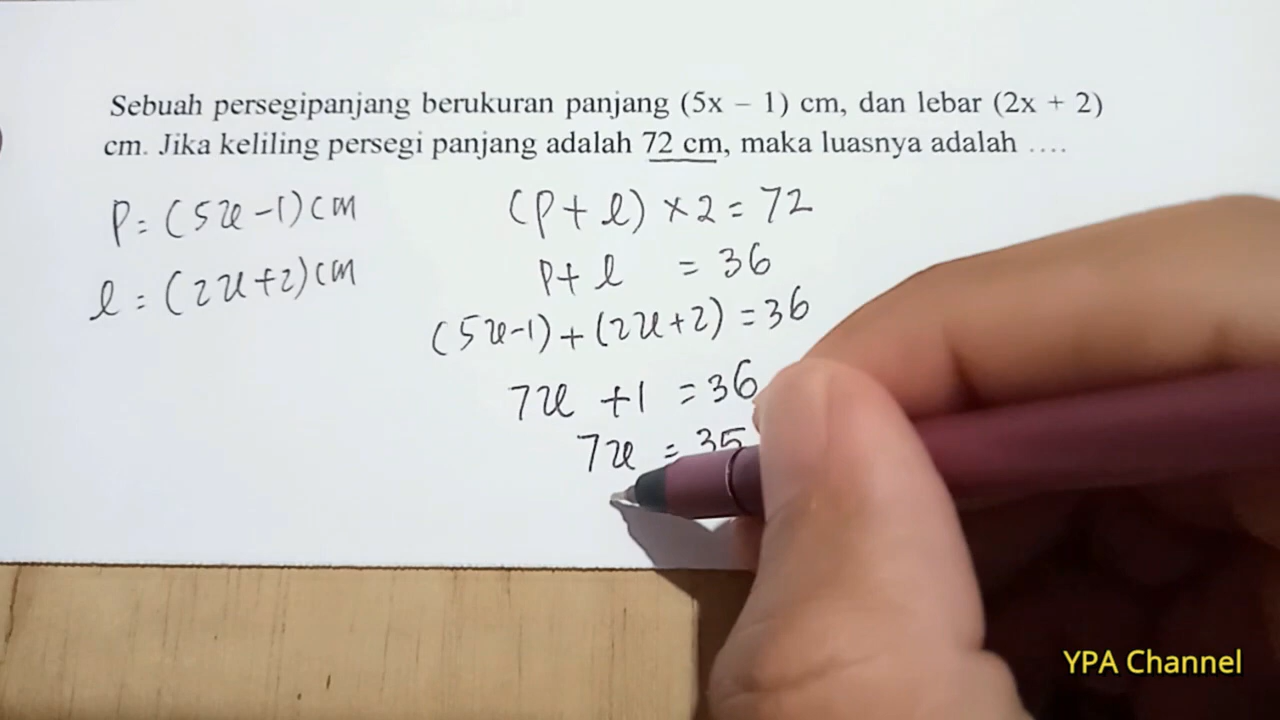 Sebuah persegipanjang berukuran panjang (5x – 1) cm, dan lebar (2x + 2)
cm. Jika keliling persegi panjang adalah 72 cm, maka luasnya adalah ....
P = (5x - 1) cm
l = (2x + 2) cm
(P + l) × 2 = 72
P + l = 36
(5x - 1) + (2x + 2) = 36
7x + 1 = 36
7x = 35
YPA Channel